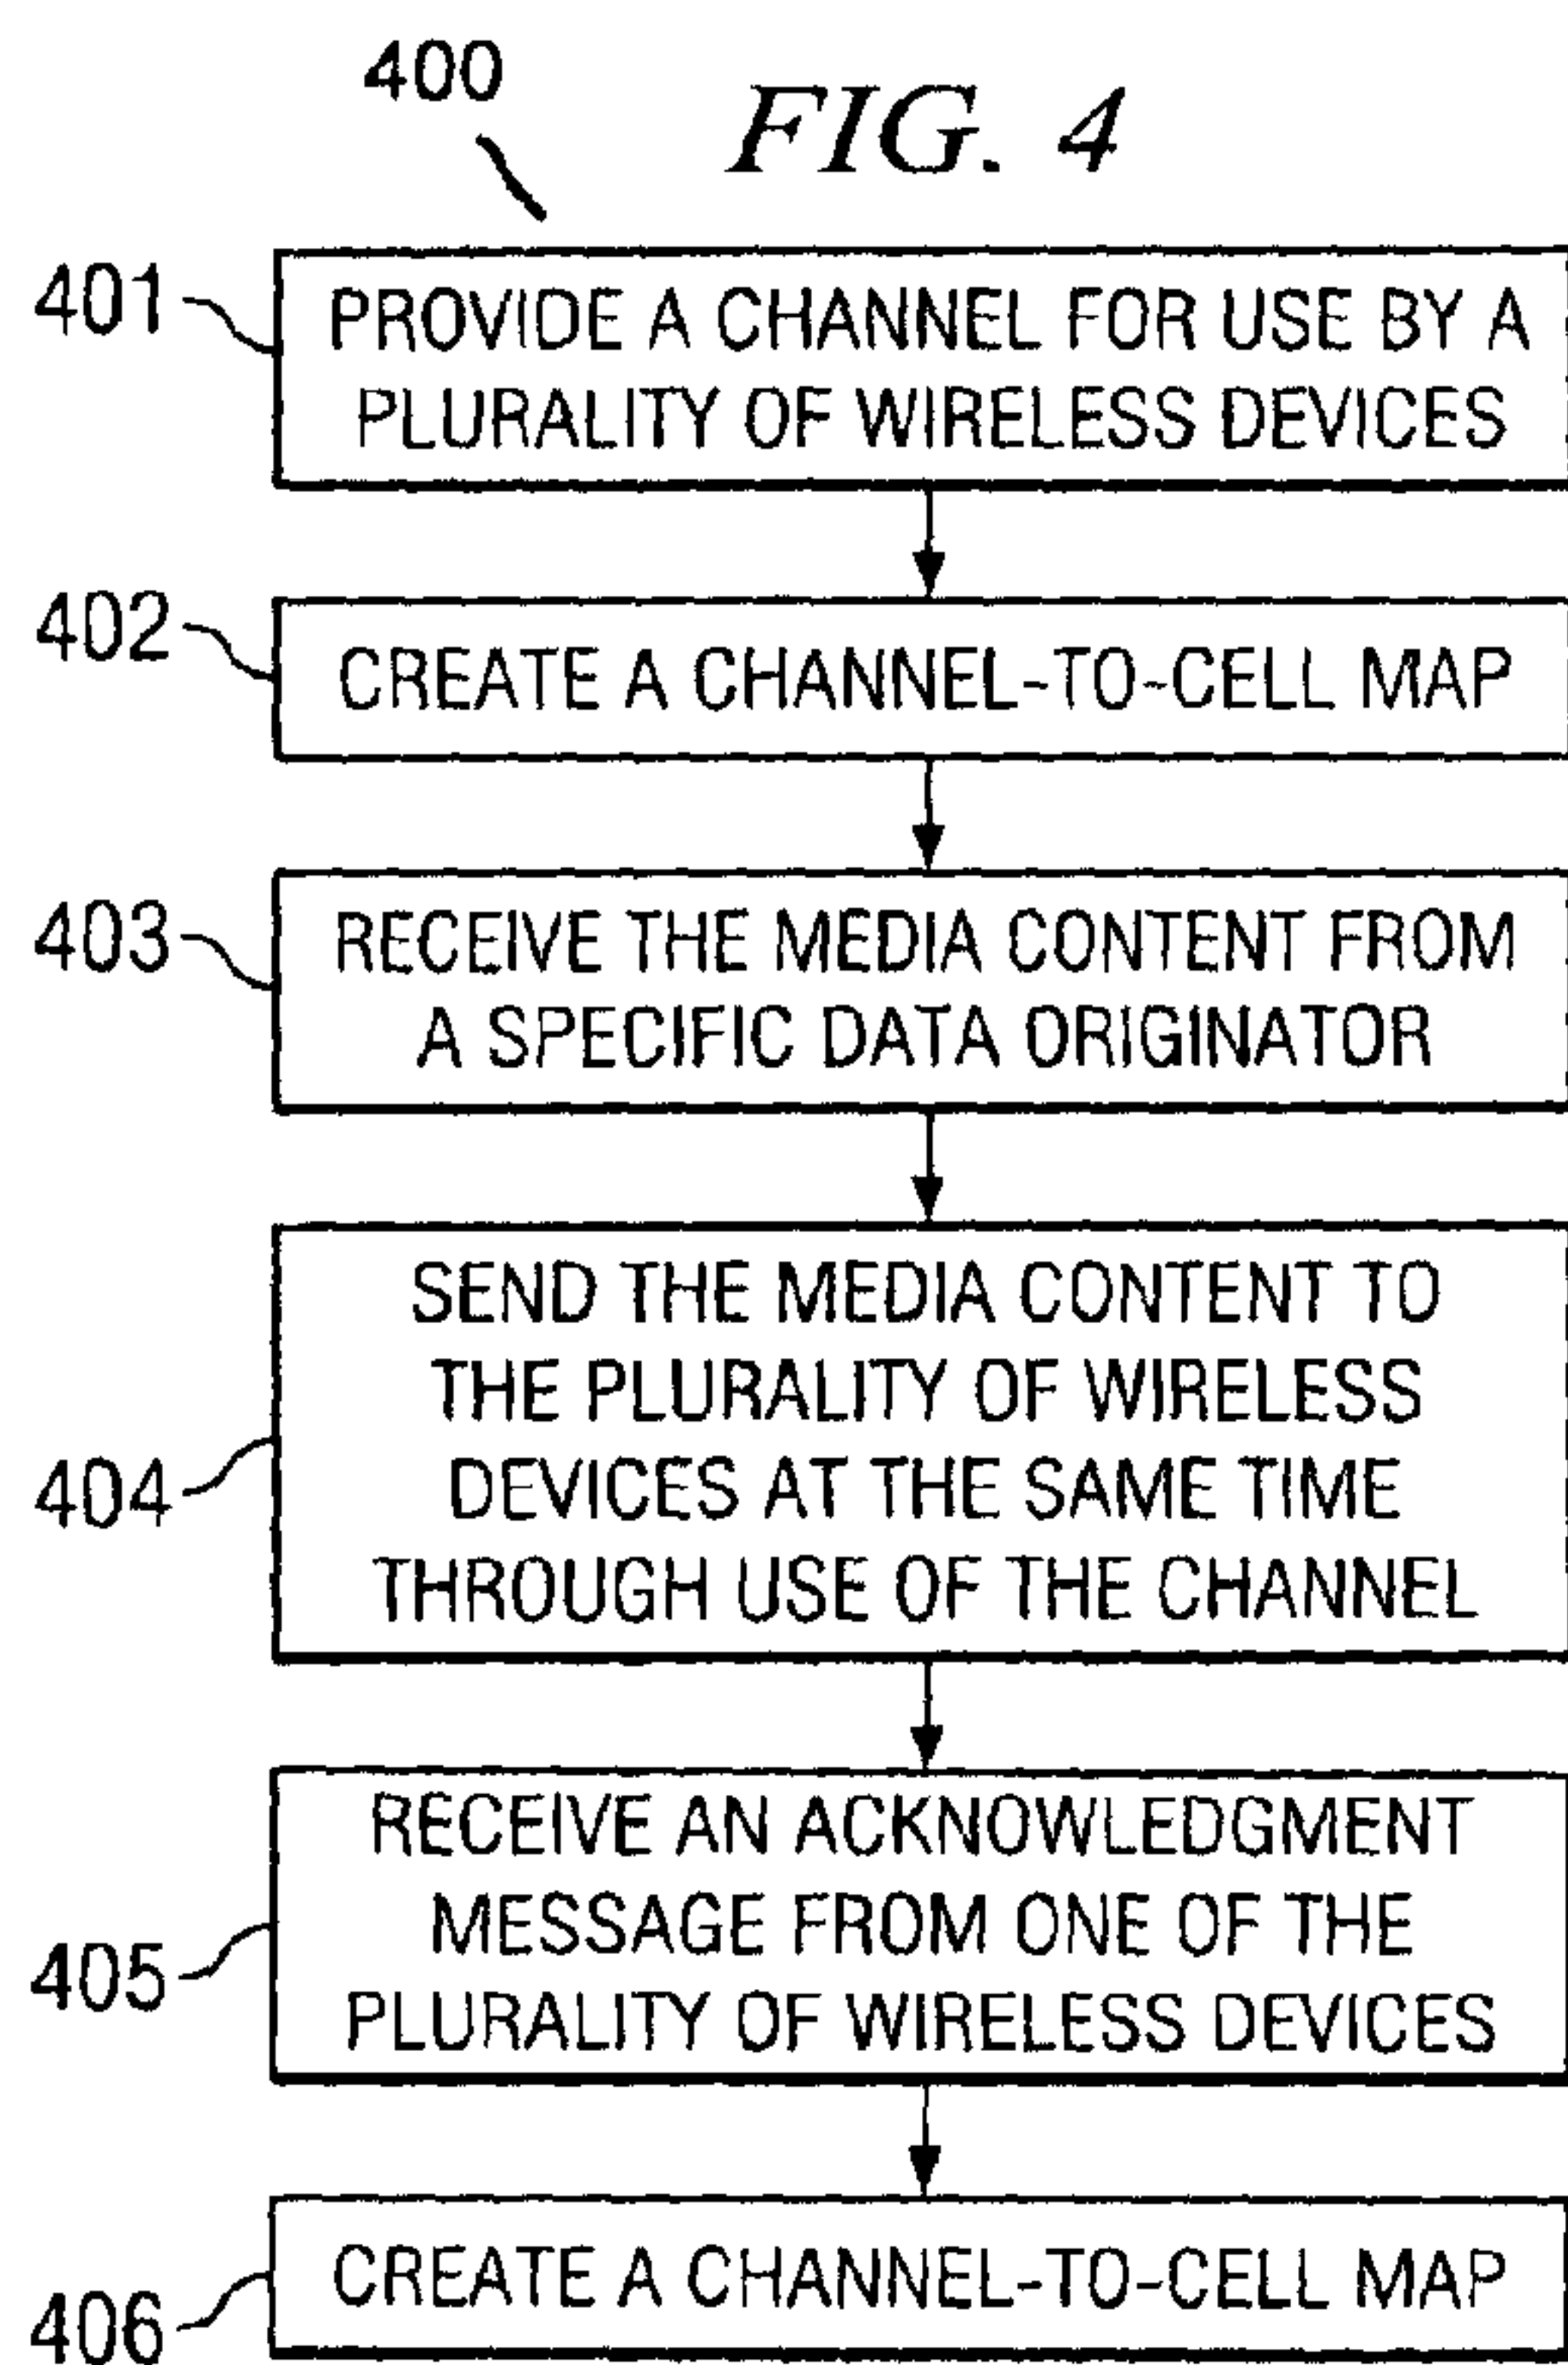 400
FIG. 4
401
PROVIDE A CHANNEL FOR USE BY A
PLURALITY OF WIRELESS DEVICES
402
CREATE A CHANNEL-TO-CELL MAP
403
RECEIVE THE MEDIA CONTENT FROM
A SPECIFIC DATA ORIGINATOR
404
SEND THE MEDIA CONTENT TO
THE PLURALITY OF WIRELESS
DEVICES AT THE SAME TIME
THROUGH USE OF THE CHANNEL
405
RECEIVE AN ACKNOWLEDGMENT
MESSAGE FROM ONE OF THE
PLURALITY OF WIRELESS DEVICES
406
CREATE A CHANNEL-TO-CELL MAP